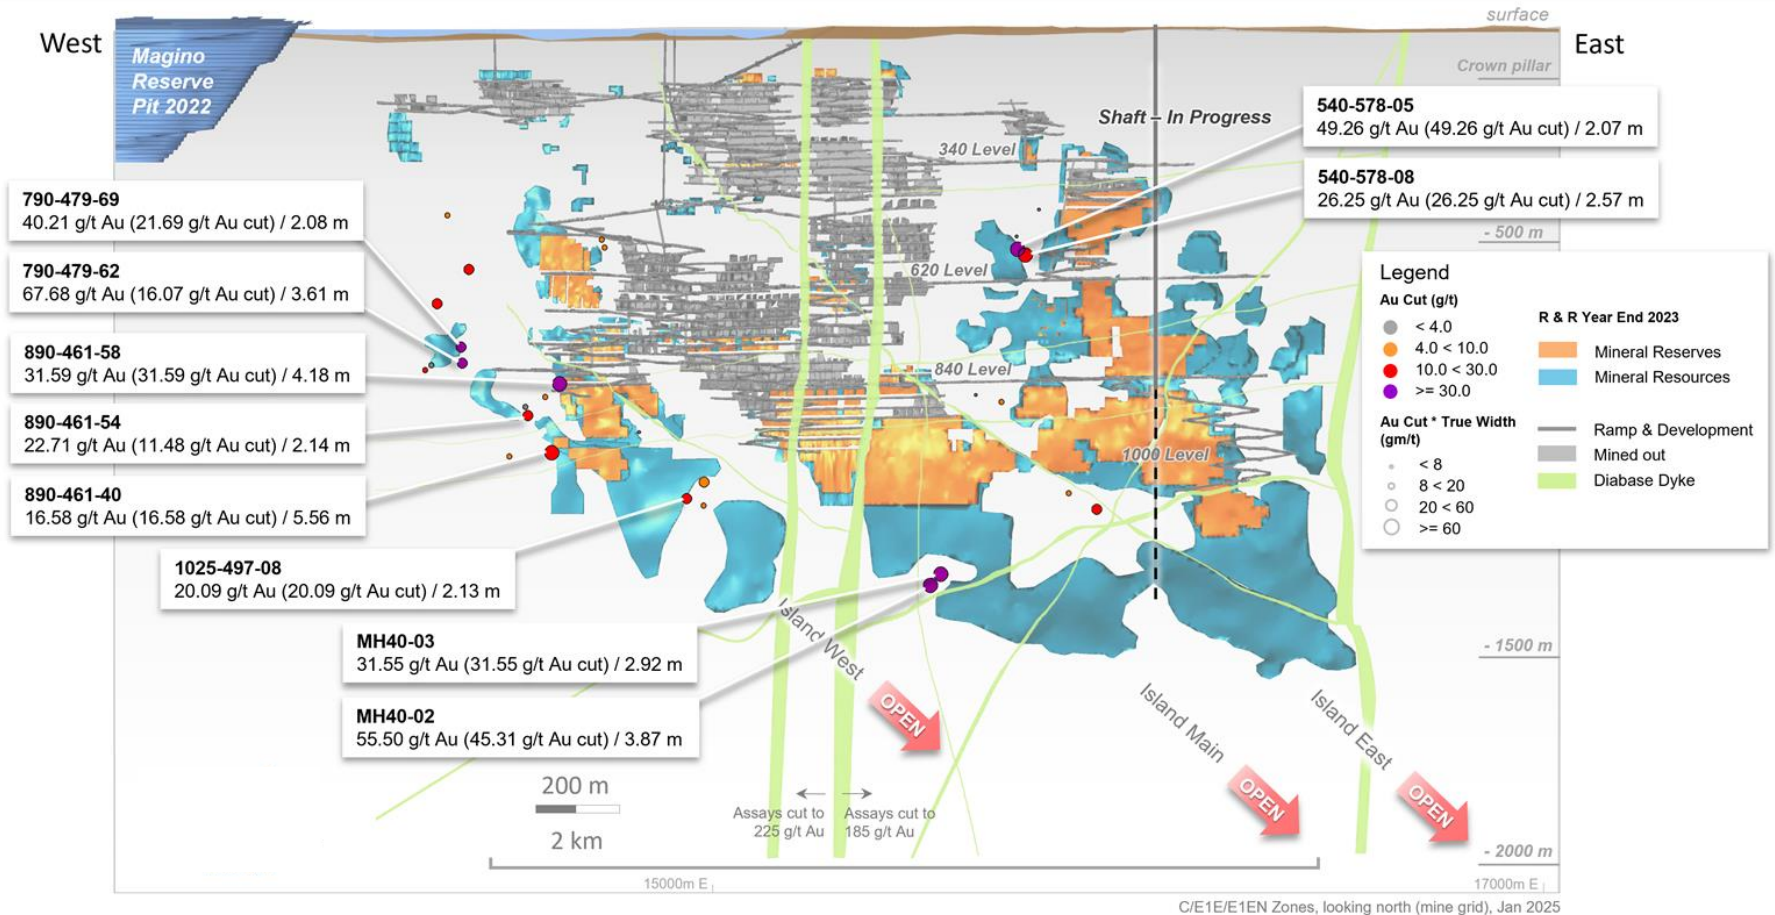 surface
West
East
Magino
Reserve
Pit 2022
Crown pillar
Shaft – In Progress
540-578-05
49.26 g/t Au (49.26 g/t Au cut) / 2.07 m
340 Level
540-578-08
26.25 g/t Au (26.25 g/t Au cut) / 2.57 m
790-479-69
40.21 g/t Au (21.69 g/t Au cut) / 2.08 m
- 500 m
620 Level
790-479-62
67.68 g/t Au (16.07 g/t Au cut) / 3.61 m
Legend
Au Cut (g/t)
< 4.0
4.0 < 10.0
10.0 < 30.0
>= 30.0
Au Cut * True Width
(gm/t)
< 8
8 < 20
20 < 60
>= 60
R & R Year End 2023
Mineral Reserves
Mineral Resources
Ramp & Development
Mined out
Diabase Dyke
890-461-58
31.59 g/t Au (31.59 g/t Au cut) / 4.18 m
840 Level
890-461-54
22.71 g/t Au (11.48 g/t Au cut) / 2.14 m
1000 Level
890-461-40
16.58 g/t Au (16.58 g/t Au cut) / 5.56 m
1025-497-08
20.09 g/t Au (20.09 g/t Au cut) / 2.13 m
MH40-03
31.55 g/t Au (31.55 g/t Au cut) / 2.92 m
- 1500 m
MH40-02
55.50 g/t Au (45.31 g/t Au cut) / 3.87 m
Island West
OPEN
Island Main
OPEN
Island East
OPEN
200 m
2 km
Assays cut to
225 g/t Au
Assays cut to
185 g/t Au
- 2000 m
15000m E
17000m E
C/E1E/E1EN Zones, looking north (mine grid), Jan 2025